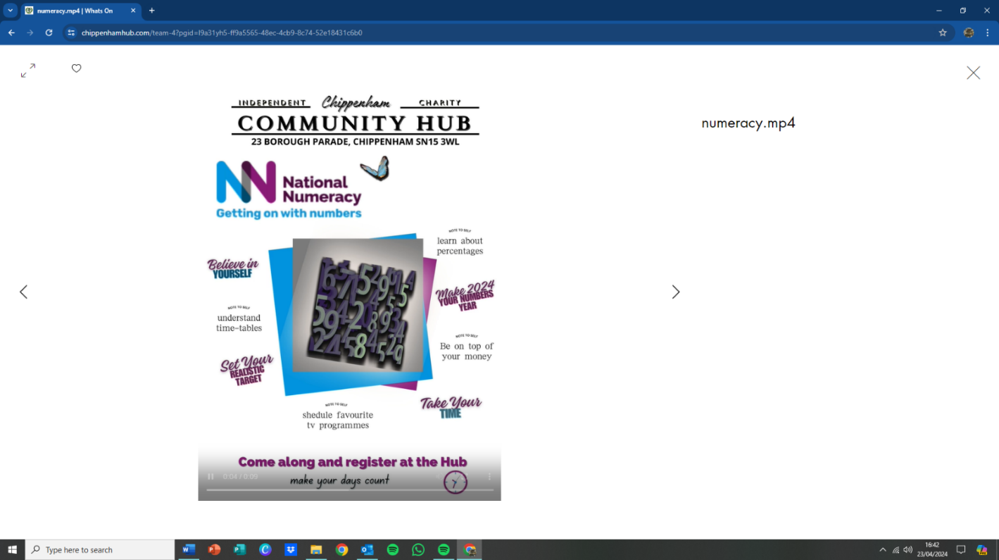 numeracy.mp4 | Whats On
chippenhamhub.com/team-4?pgid=l9a31yh5-ff9a5565-48ec-4cb9-8c74-52e18431c6b0
INDEPENDENT Chippenham CHARITY
COMMUNITY HUB
23 BOROUGH PARADE, CHIPPENHAM SN15 3WL
numeracy.mp4
National
Numeracy
Getting on with numbers
NOTE TO SELF
learn about
percentages
Believe in
YOURSELF
Make 2024
YOUR NUMBERS
YEAR
NOTE TO SELF
understand
time-tables
NOTE TO SELF
Be on top of
your money
Set Your
REALISTIC
TARGET
Take Your
TIME
NOTE TO SELF
shedule favourite
tv programmes
Come along and register at the Hub
0:04 / 0:09
make your days count
Type here to search
16:42
23/04/2024